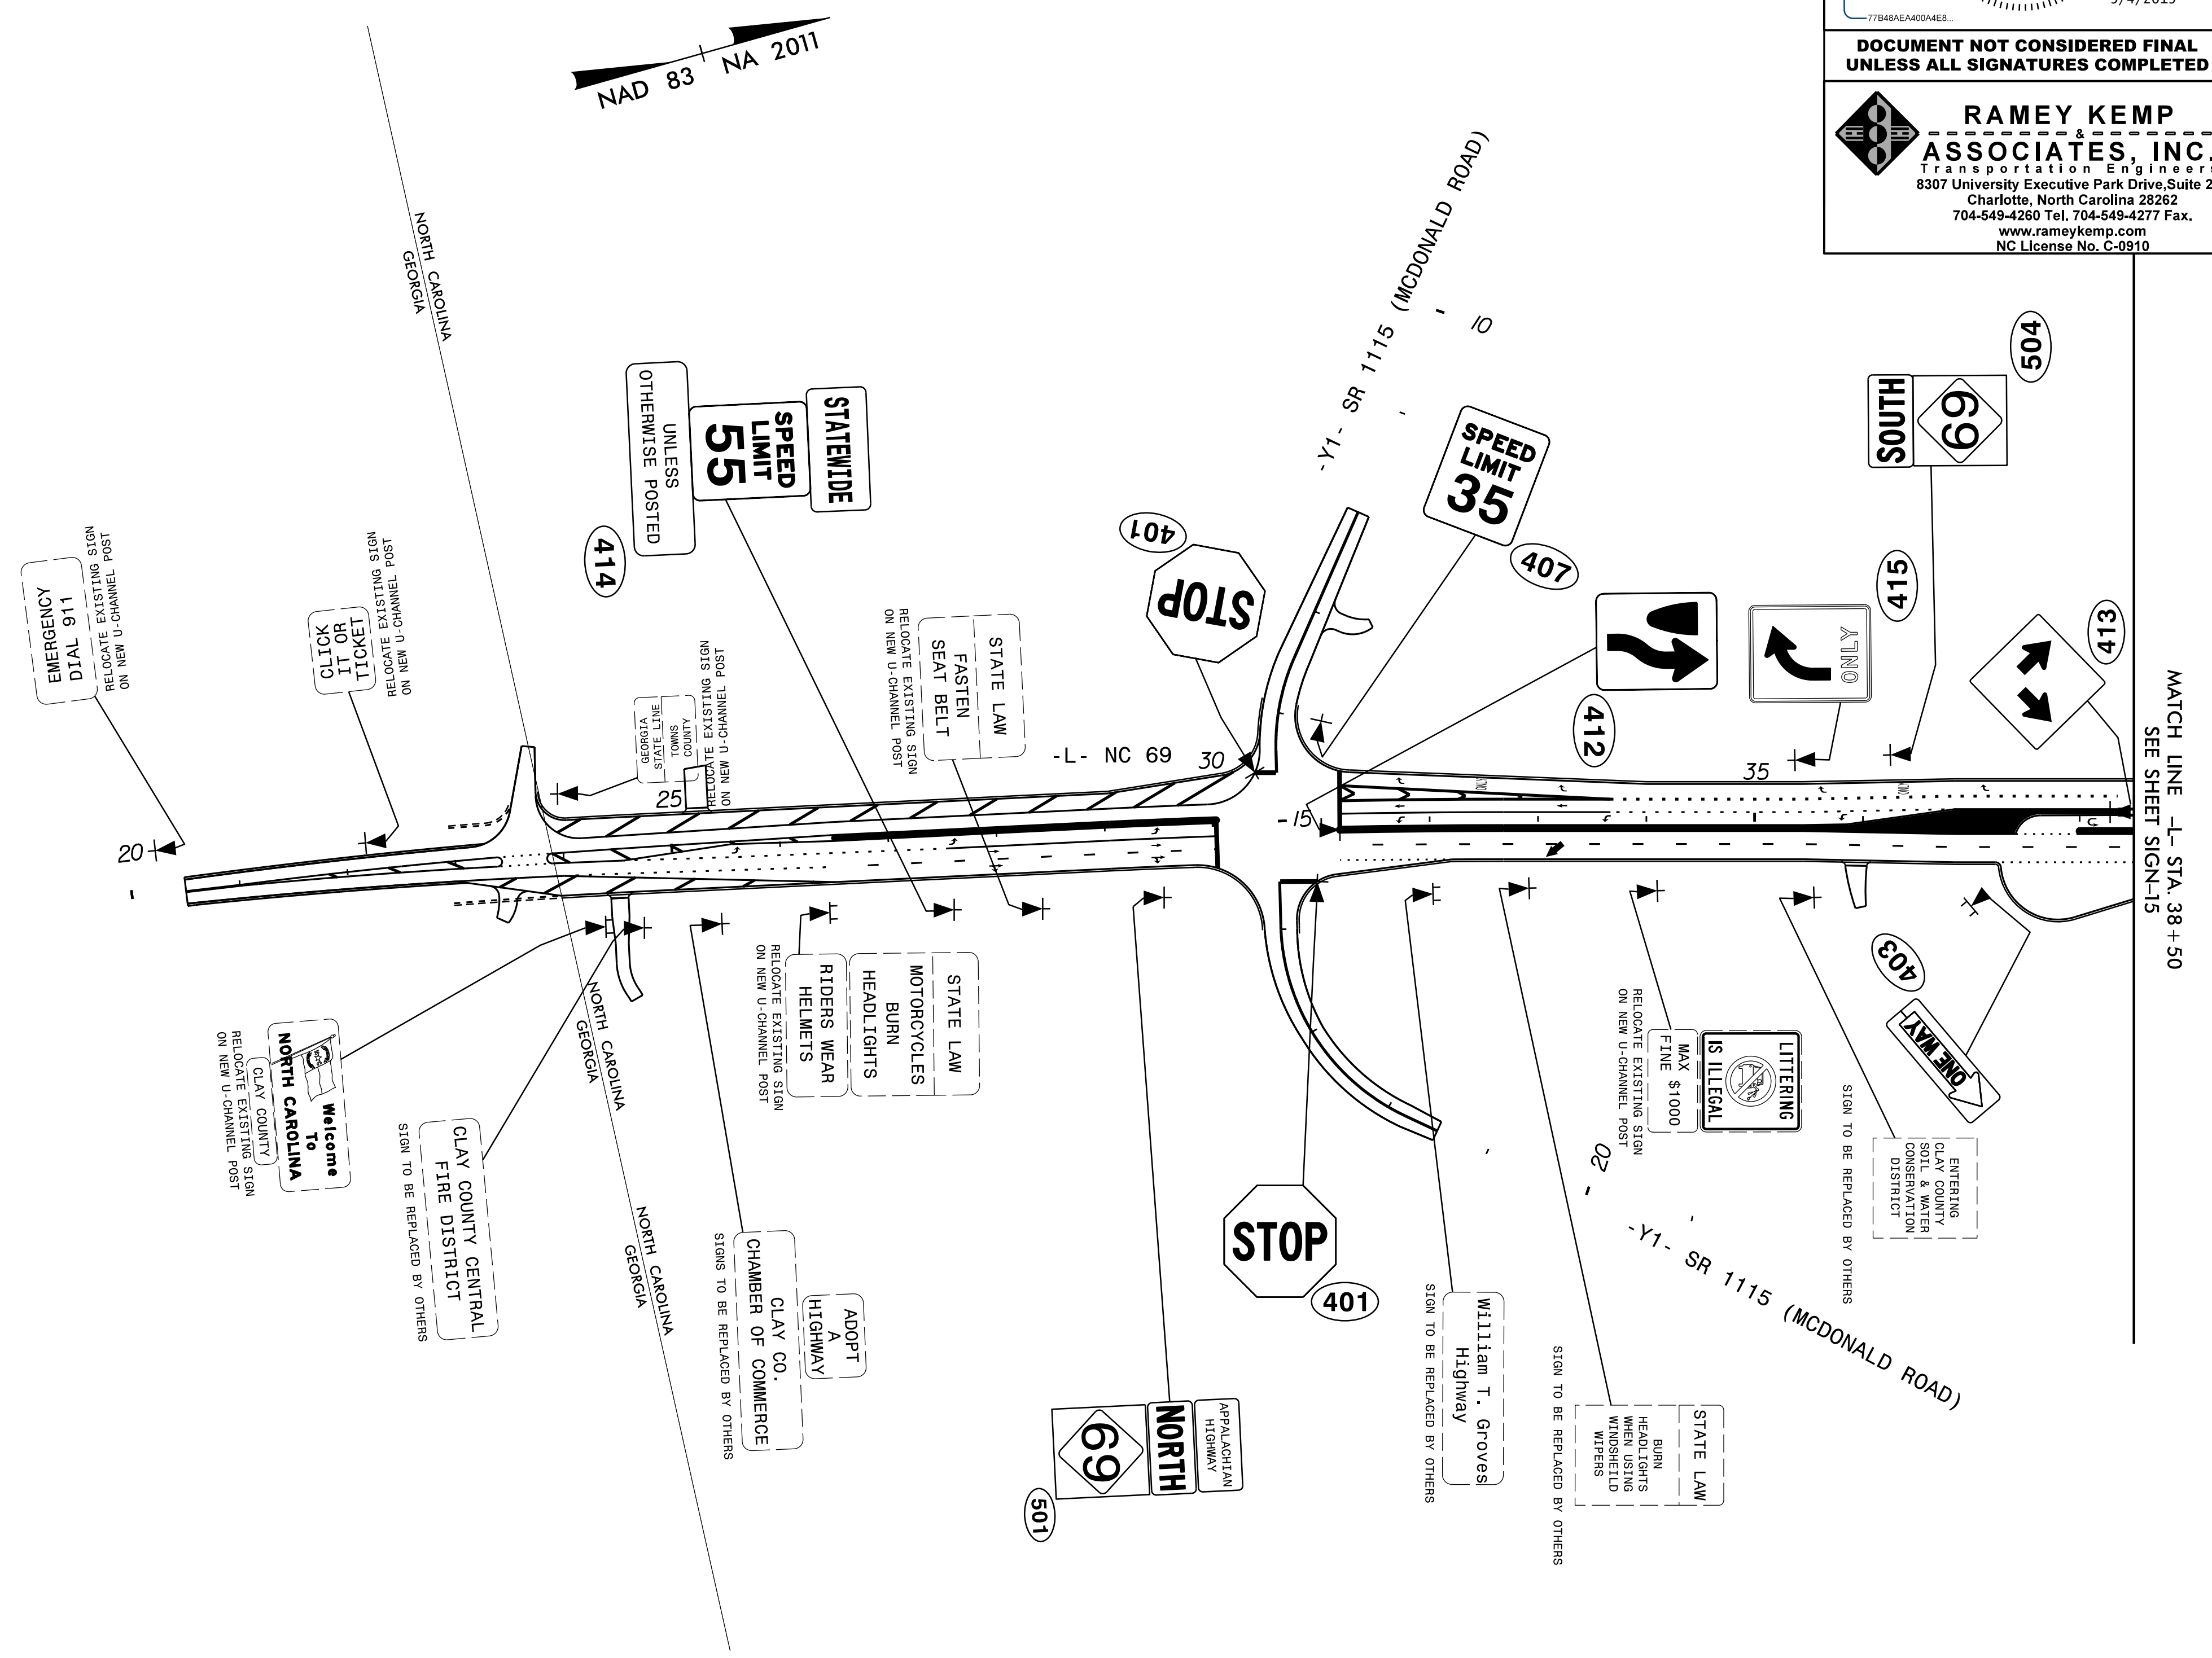 77B48AEA400A4E8...
DOCUMENT NOT CONSIDERED FINAL
UNLESS ALL SIGNATURES COMPLETED
RAMEY KEMP
&
ASSOCIATES, INC.
Transportation Engineers
8307 University Executive Park Drive,Suite 2
Charlotte, North Carolina 28262
704-549-4260 Tel. 704-549-4277 Fax.
www.rameykemp.com
NC License No. C-0910
NAD 83 NA 2011
NORTH CAROLINA
GEORGIA
-Y1- SR 1115 (MCDONALD ROAD)
10
STATEWIDE
SPEED
LIMIT
55
UNLESS
OTHERWISE POSTED
414
SPEED
LIMIT
35
407
STOP
401
412
ONLY
415
69
SOUTH
504
413
MATCH LINE -L- STA. 38+50
SEE SHEET SIGN-15
EMERGENCY
DIAL 911
RELOCATE EXISTING SIGN
ON NEW U-CHANNEL POST
CLICK
IT OR
TICKET
RELOCATE EXISTING SIGN
ON NEW U-CHANNEL POST
TOWNS
COUNTY
STATE LINE
GEORGIA
RELOCATE EXISTING SIGN
ON NEW U-CHANNEL POST
STATE LAW
FASTEN
SEAT BELT
RELOCATE EXISTING SIGN
ON NEW U-CHANNEL POST
-L- NC 69
20
25
30
15
35
ONLY
ONLY
Welcome
To
NORTH CAROLINA
CLAY COUNTY
RELOCATE EXISTING SIGN
ON NEW U-CHANNEL POST
CLAY COUNTY CENTRAL
FIRE DISTRICT
SIGN TO BE REPLACED BY OTHERS
NORTH CAROLINA
GEORGIA
NORTH CAROLINA
GEORGIA
ADOPT
A
HIGHWAY
CLAY CO.
CHAMBER OF COMMERCE
SIGNS TO BE REPLACED BY OTHERS
STATE LAW
MOTORCYCLES
BURN
HEADLIGHTS
RIDERS WEAR
HELMETS
RELOCATE EXISTING SIGN
ON NEW U-CHANNEL POST
APPALACHIAN
HIGHWAY
NORTH
69
501
STOP
401
William T. Groves
Highway
SIGN TO BE REPLACED BY OTHERS
STATE LAW
BURN
HEADLIGHTS
WHEN USING
WINDSHEILD
WIPERS
SIGN TO BE REPLACED BY OTHERS
LITTERING
IS ILLEGAL
MAX
FINE $1000
RELOCATE EXISTING SIGN
ON NEW U-CHANNEL POST
20
-Y1- SR 1115 (MCDONALD ROAD)
ENTERING
CLAY COUNTY
SOIL & WATER
CONSERVATION
DISTRICT
SIGN TO BE REPLACED BY OTHERS
ONE WAY
403